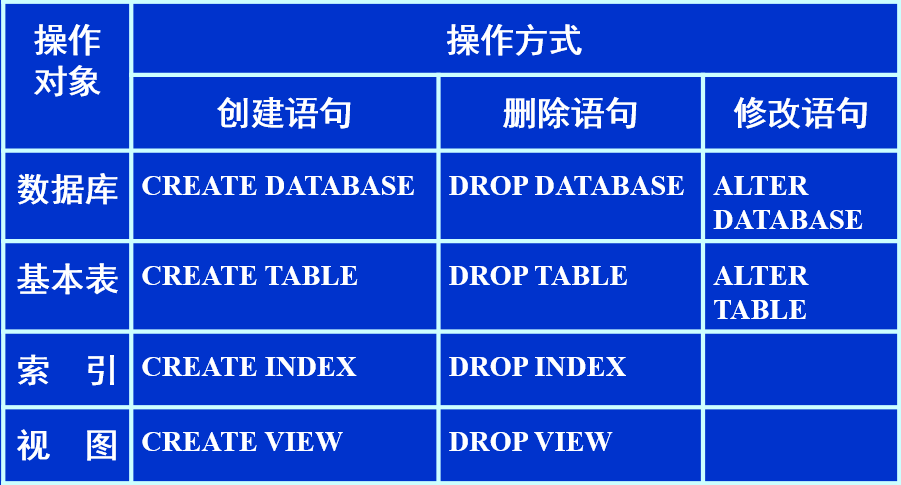 操作
对象
操作方式
创建语句
删除语句
修改语句
数据库
CREATE DATABASE
DROP DATABASE
ALTER
DATABASE
基本表
CREATE TABLE
DROP TABLE
ALTER
TABLE
索 引
CREATE INDEX
DROP INDEX
视 图
CREATE VIEW
DROP VIEW